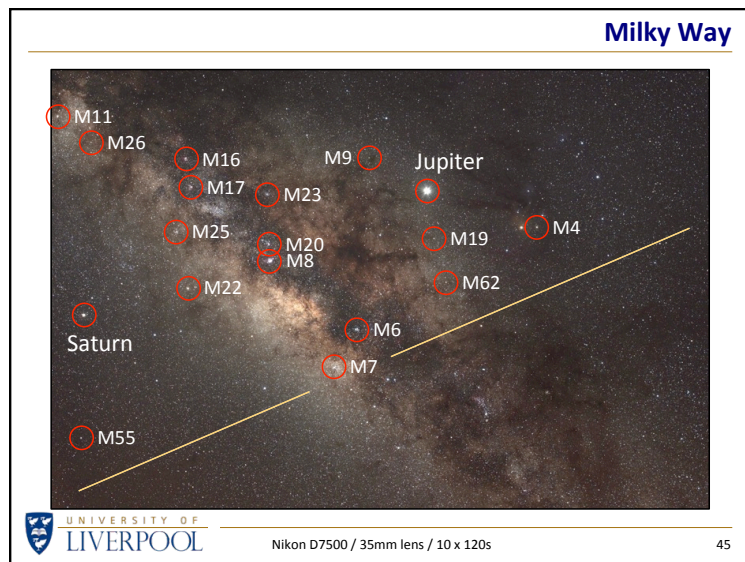 Milky Way
M11
M26
M16
M9
Jupiter
M17
M23
M25
M20
M19
M4
M8
M22
M62
Saturn
M6
M7
M55
UNIVERSITY OF
LIVERPOOL
Nikon D7500 / 35mm lens / 10 x 120s
45